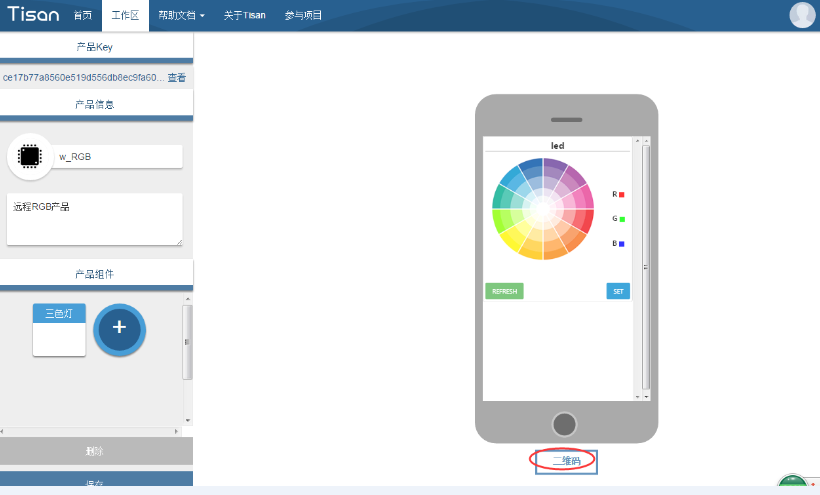 Tisan 首页 工作区 帮助文档 关于Tisan 参与项目
产品Key
ce17b77a8560e519d556db8ec9fa60... 查看
产品信息
w_RGB
远程RGB产品
产品组件
三色灯
+
删除
保存
led
R
G
B
REFRESH SET
二维码